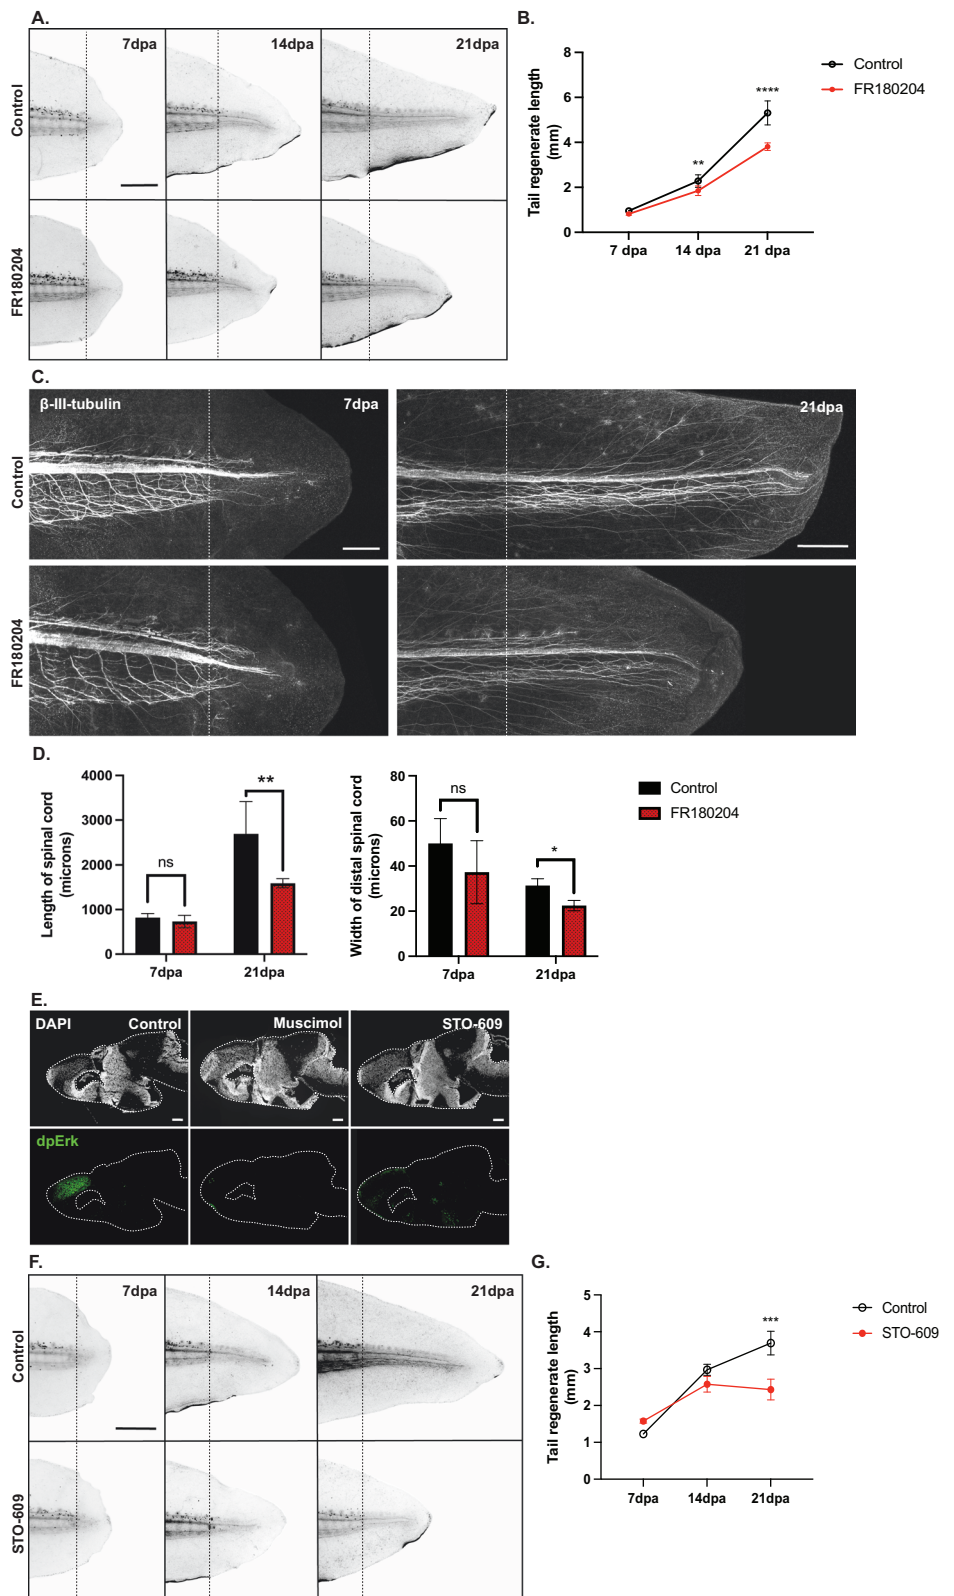 A.
7dpa
14dpa
21dpa
Control
FR180204
B.
Tail regenerate length
(mm)
8
6
4
2
0
**
****
7 dpa
14 dpa
21 dpa
Control
FR180204
C.
β-III-tubulin
7dpa
21dpa
Control
FR180204
D.
Length of spinal cord
(microns)
4000
3000
2000
1000
0
ns
**
7dpa
21dpa
Width of distal spinal cord
(microns)
80
60
40
20
0
ns
*
7dpa
21dpa
Control
FR180204
E.
DAPI
Control
Muscimol
STO-609
dpErk
F.
7dpa
14dpa
21dpa
Control
STO-609
G.
Tail regenerate length
(mm)
5
4
3
2
1
0
***
7dpa
14dpa
21dpa
Control
STO-609